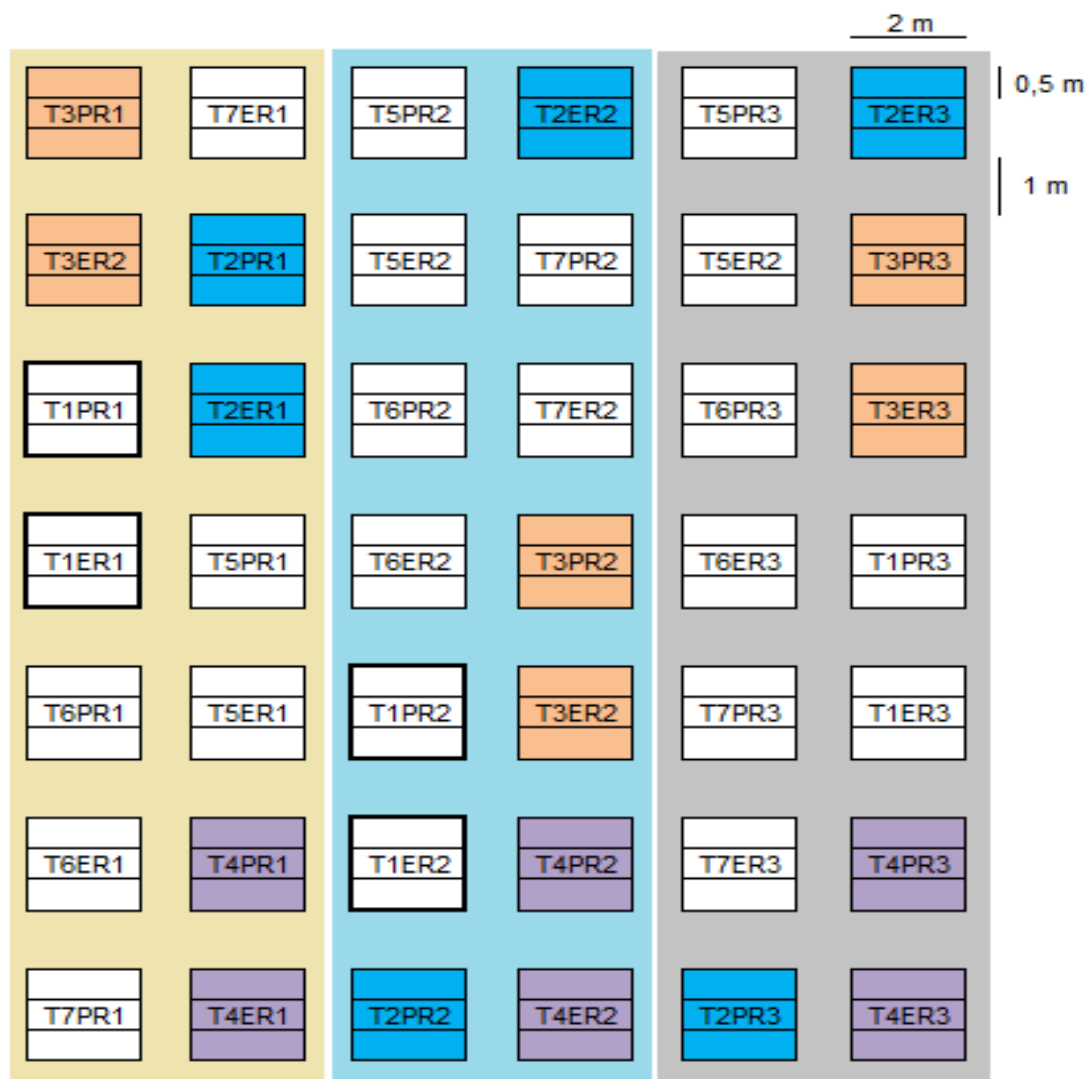 2 m
T3PR1 T7ER1 T5PR2 T2ER2 T5PR3 T2ER3 0,5 m
1 m
T3ER2 T2PR1 T5ER2 T7PR2 T5ER2 T3PR3
T1PR1 T2ER1 T6PR2 T7ER2 T6PR3 T3ER3
T1ER1 T5PR1 T6ER2 T3PR2 T6ER3 T1PR3
T6PR1 T5ER1 T1PR2 T3ER2 T7PR3 T1ER3
T6ER1 T4PR1 T1ER2 T4PR2 T7ER3 T4PR3
T7PR1 T4ER1 T2PR2 T4ER2 T2PR3 T4ER3